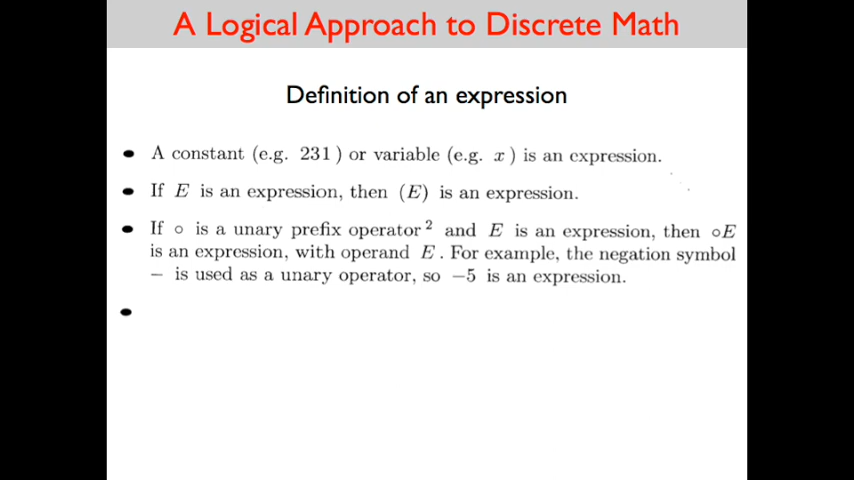 A Logical Approach to Discrete Math
Definition of an expression
• A constant (e.g. 231 ) or variable (e.g. x ) is an expression.
• If E is an expression, then (E) is an expression.
• If ∘ is a unary prefix operator ² and E is an expression, then ∘E
is an expression, with operand E . For example, the negation symbol
− is used as a unary operator, so −5 is an expression.
•